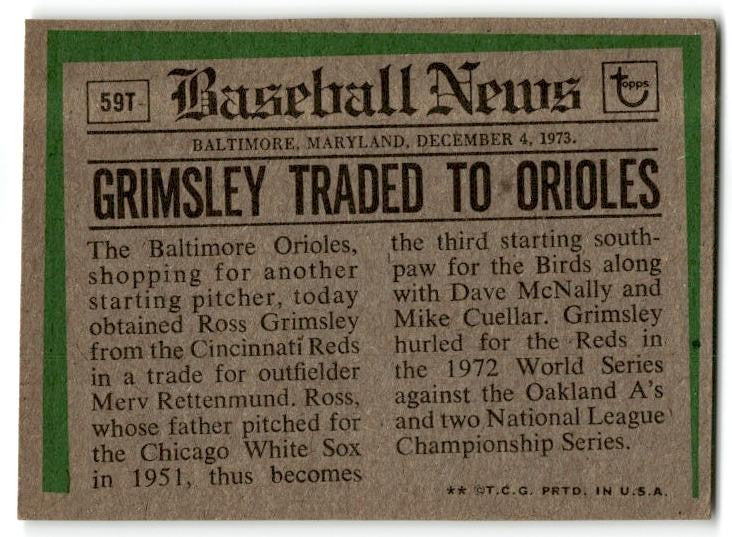 59T
Baseball News
topps
BALTIMORE, MARYLAND, DECEMBER 4, 1973.
GRIMSLEY TRADED TO ORIOLES
The Baltimore Orioles,
shopping for another
starting pitcher, today
obtained Ross Grimsley
from the Cincinnati Reds
in a trade for outfielder
Merv Rettenmund. Ross,
whose father pitched for
the Chicago White Sox
in 1951, thus becomes
the third starting south-
paw for the Birds along
with Dave McNally and
Mike Cuellar. Grimsley
hurled for the Reds in
the 1972 World Series
against the Oakland A's
and two National League
Championship Series.
** ©T.C.G. PRTD. IN U.S.A.